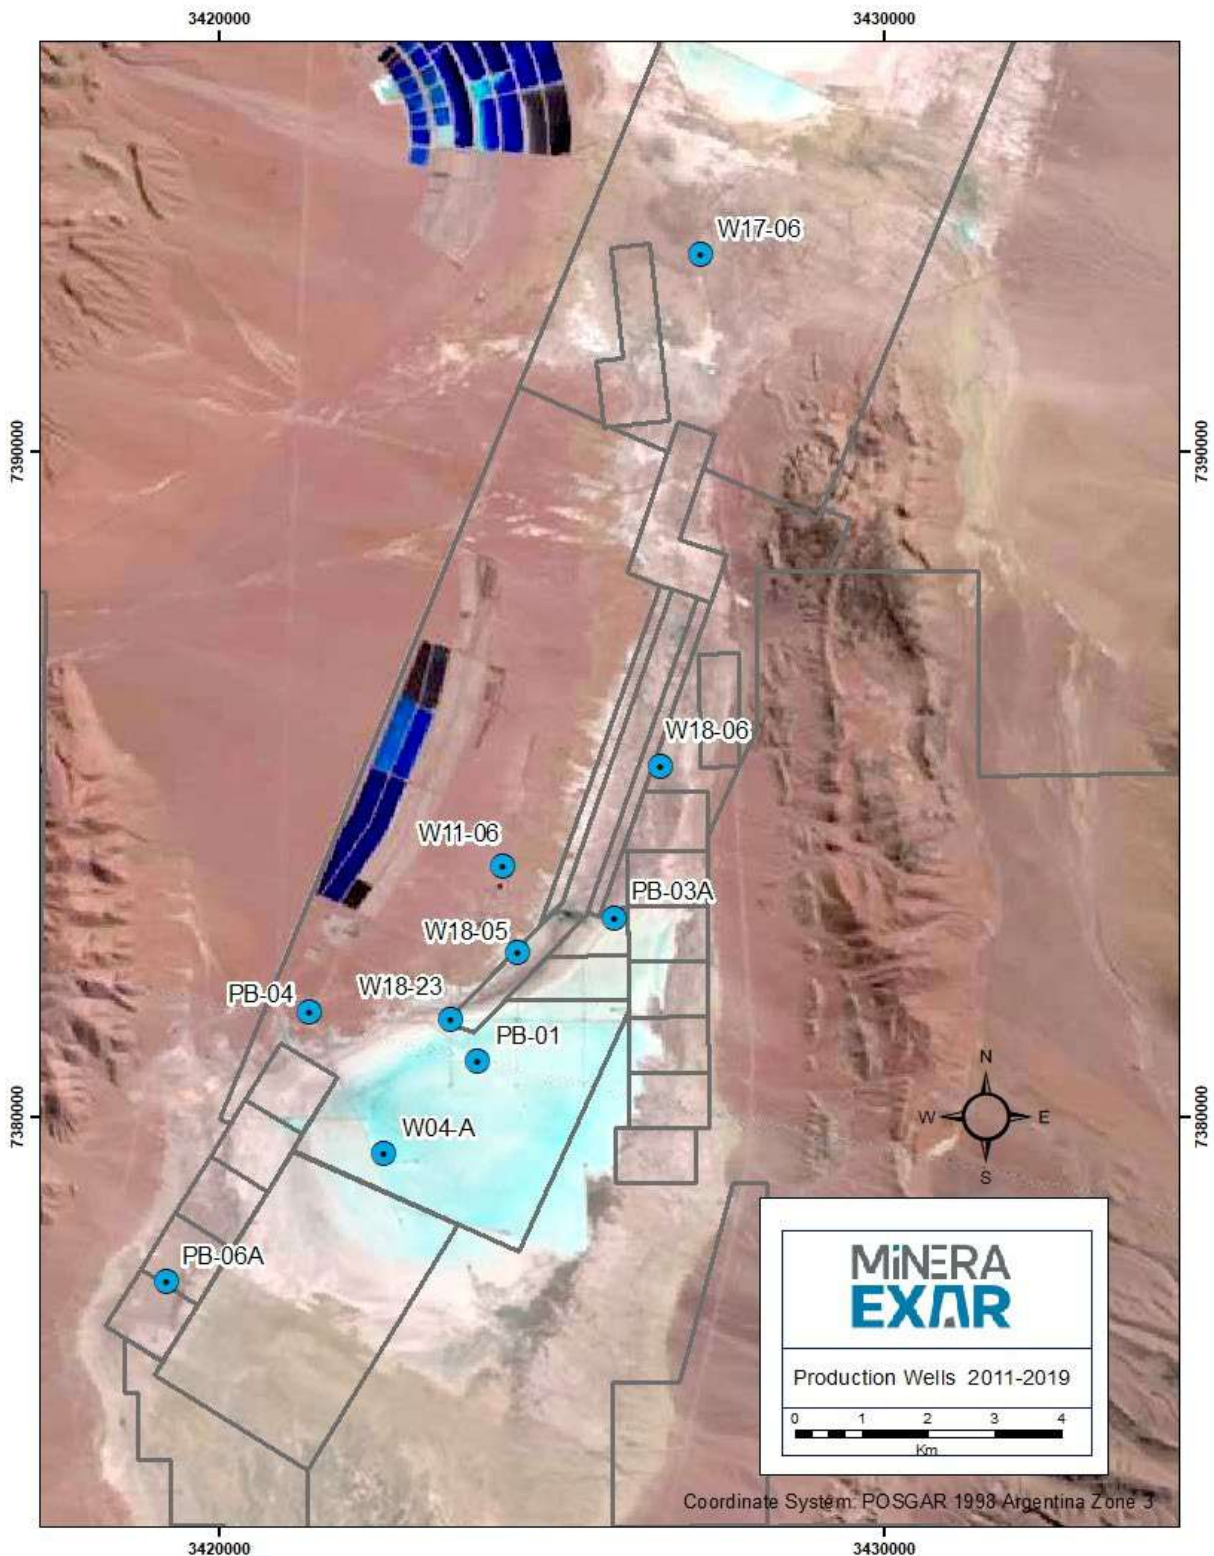 3420000
3430000
W17-06
7390000
7390000
W18-06
W11-06
PB-03A
W18-05
W18-23
PB-04
PB-01
N
W
E
S
7380000
7380000
W04-A
PB-06A
MiNERA
EXAR
Production Wells 2011-2019
0 1 2 3 4
Km
Coordinate System: POSGAR 1998 Argentina Zone 3
3420000
3430000